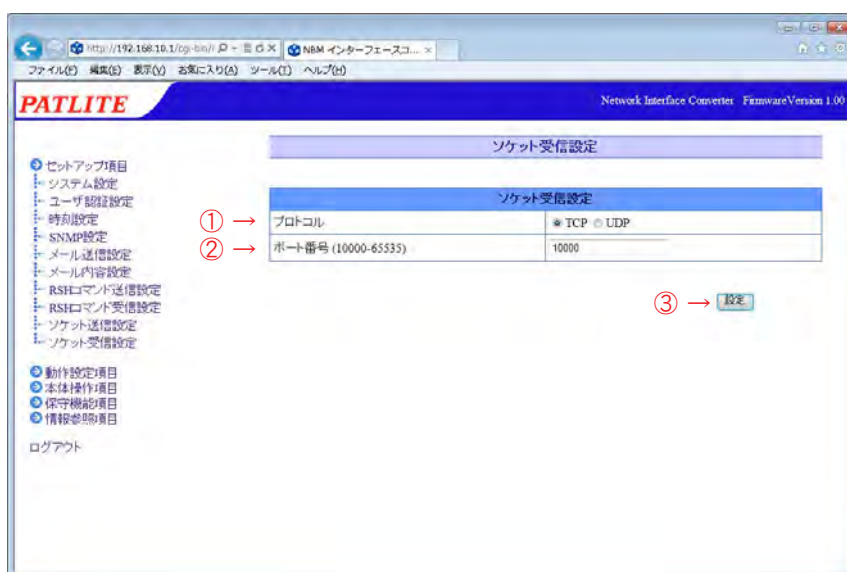 http://192.168.10.1/cgi-bin/i
NBM インターフェースコ...
ファイル(F) 編集(E) 表示(V) お気に入り(A) ツール(T) ヘルプ(H)
PATLITE
Network Interface Converter FirmwareVersion 1.00
ソケット受信設定
セットアップ項目
システム設定
ユーザ認証設定
時刻設定
SNMP設定
メール送信設定
メール内容設定
RSHコマンド送信設定
RSHコマンド受信設定
ソケット送信設定
ソケット受信設定
動作設定項目
本体操作項目
保守機能項目
情報参照項目
ログアウト
ソケット受信設定
① → プロトコル TCP UDP
② → ポート番号 (10000-65535) 10000
③ → 設定